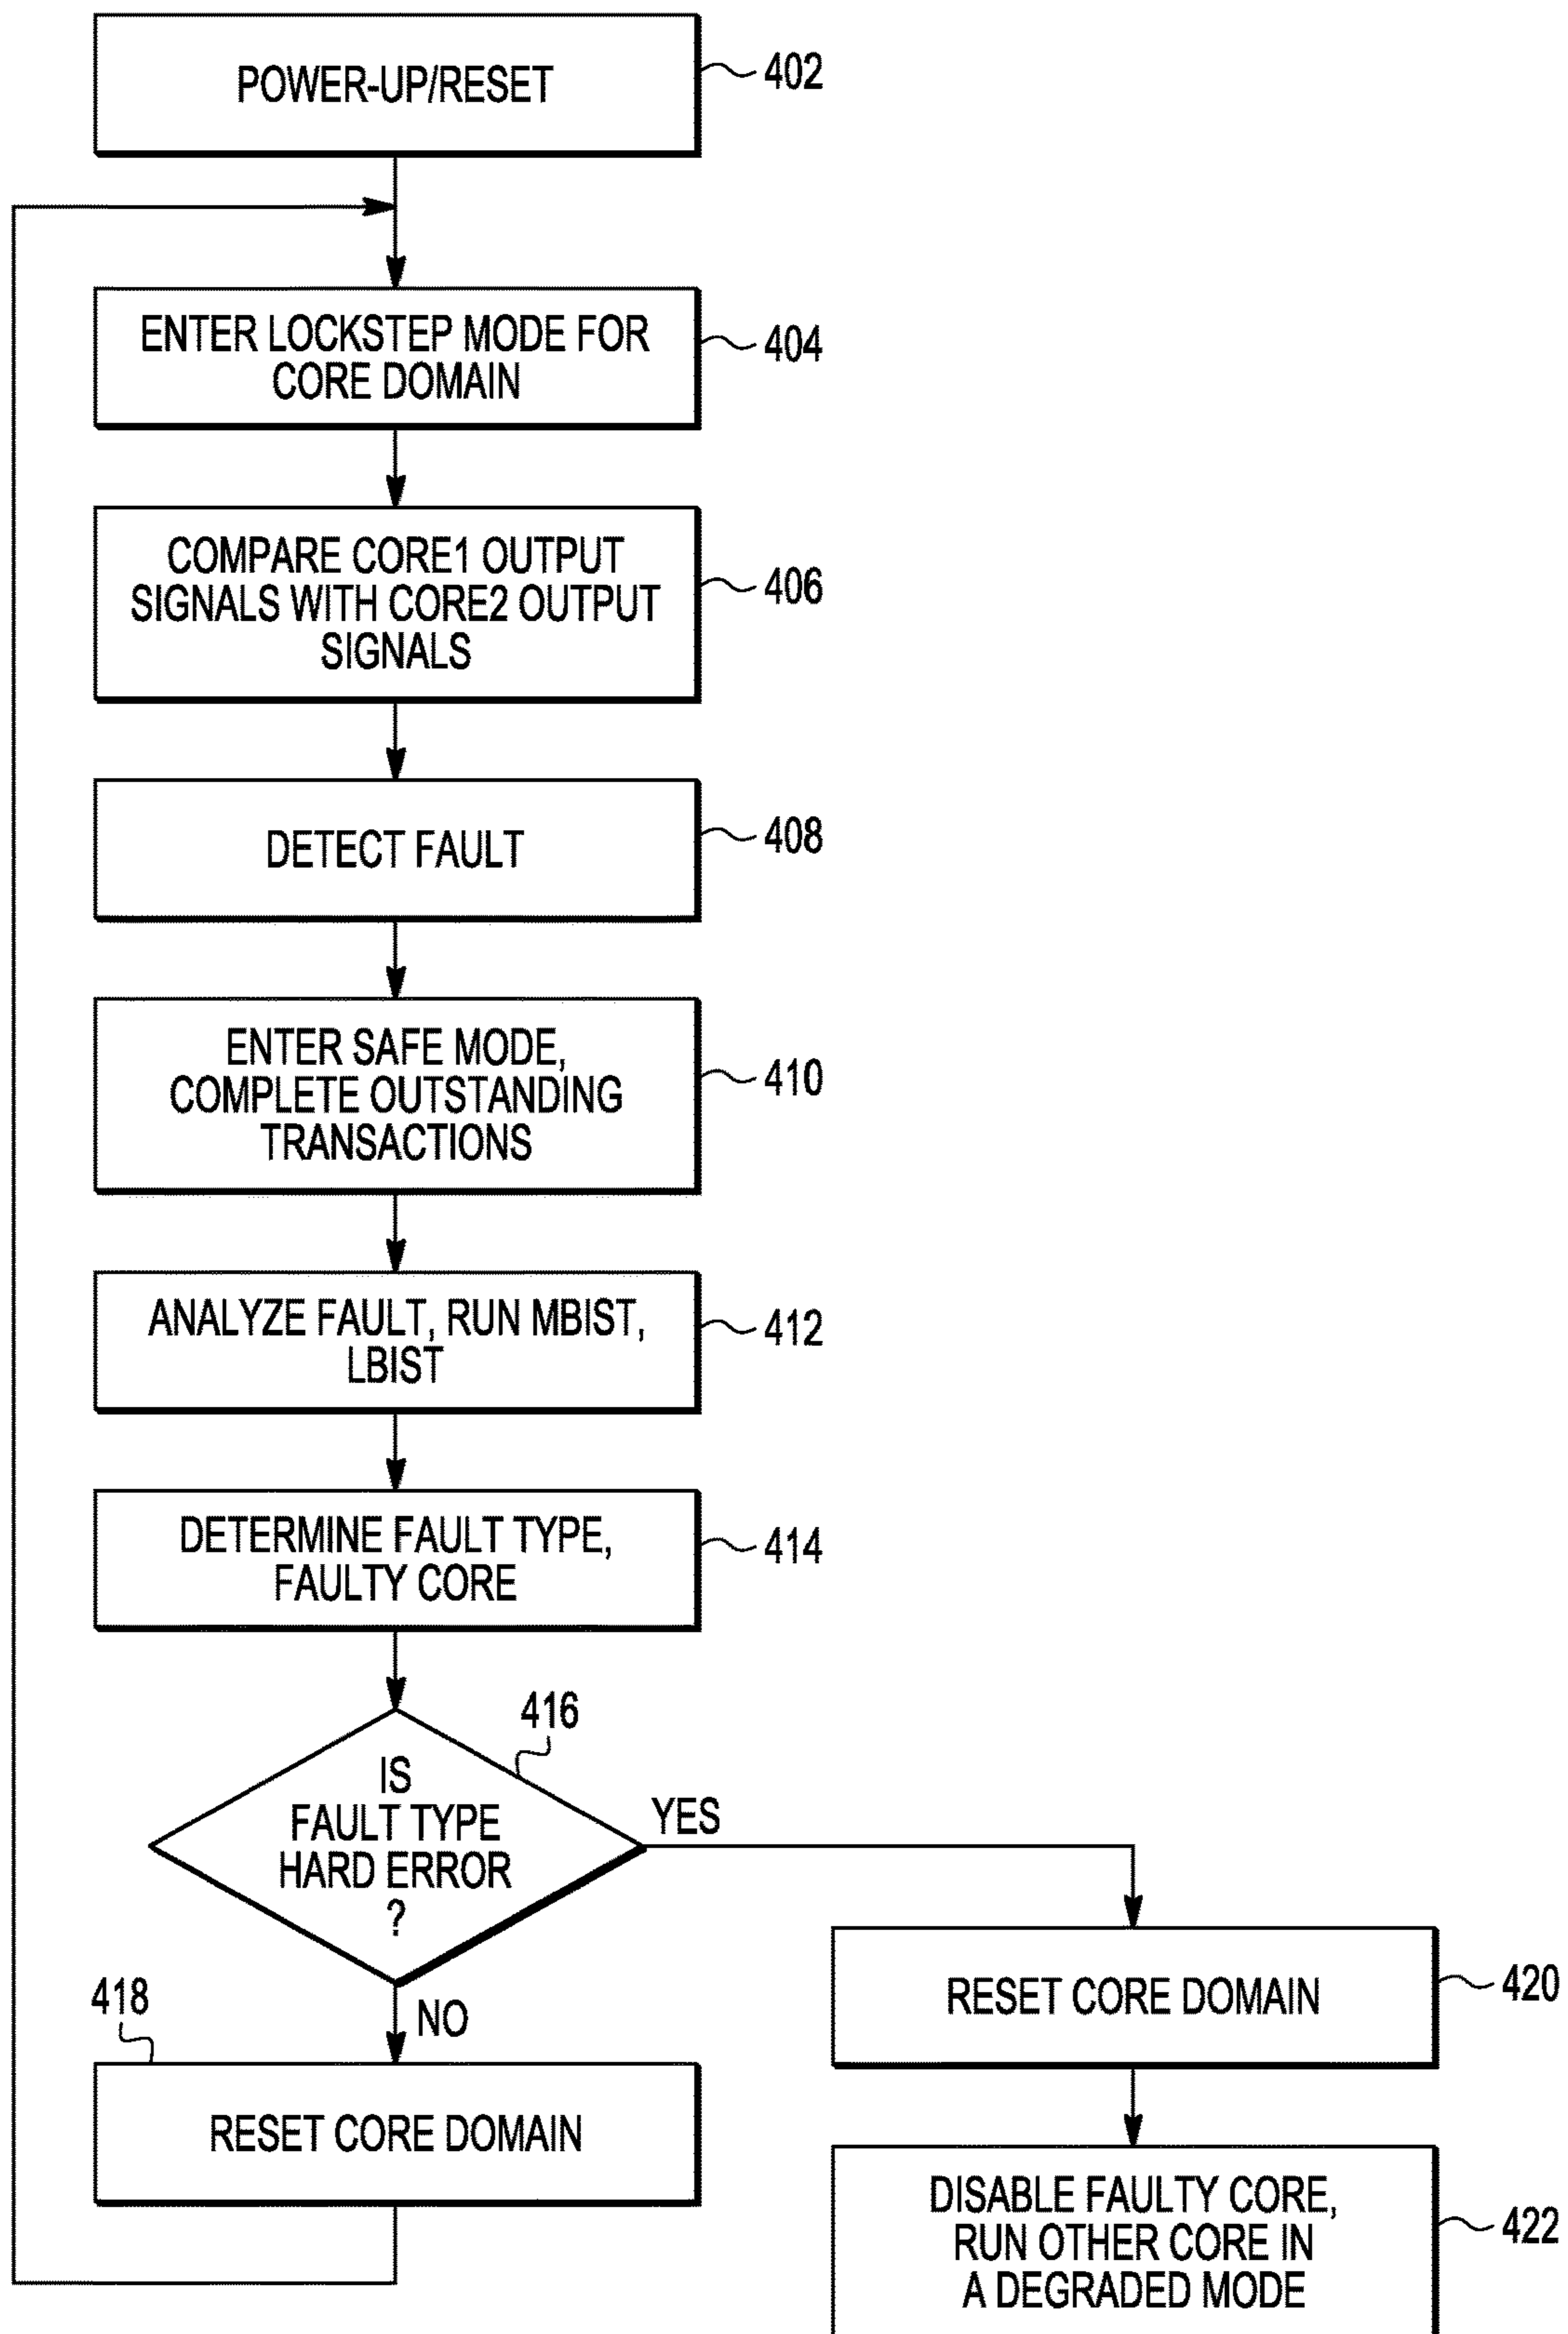 POWER-UP/RESET
402
ENTER LOCKSTEP MODE FOR
CORE DOMAIN
404
COMPARE CORE1 OUTPUT
SIGNALS WITH CORE2 OUTPUT
SIGNALS
406
DETECT FAULT
408
ENTER SAFE MODE,
COMPLETE OUTSTANDING
TRANSACTIONS
410
ANALYZE FAULT, RUN MBIST,
LBIST
412
DETERMINE FAULT TYPE,
FAULTY CORE
414
416
IS
FAULT TYPE
HARD ERROR
?
YES
NO
418
RESET CORE DOMAIN
RESET CORE DOMAIN
420
DISABLE FAULTY CORE,
RUN OTHER CORE IN
A DEGRADED MODE
422